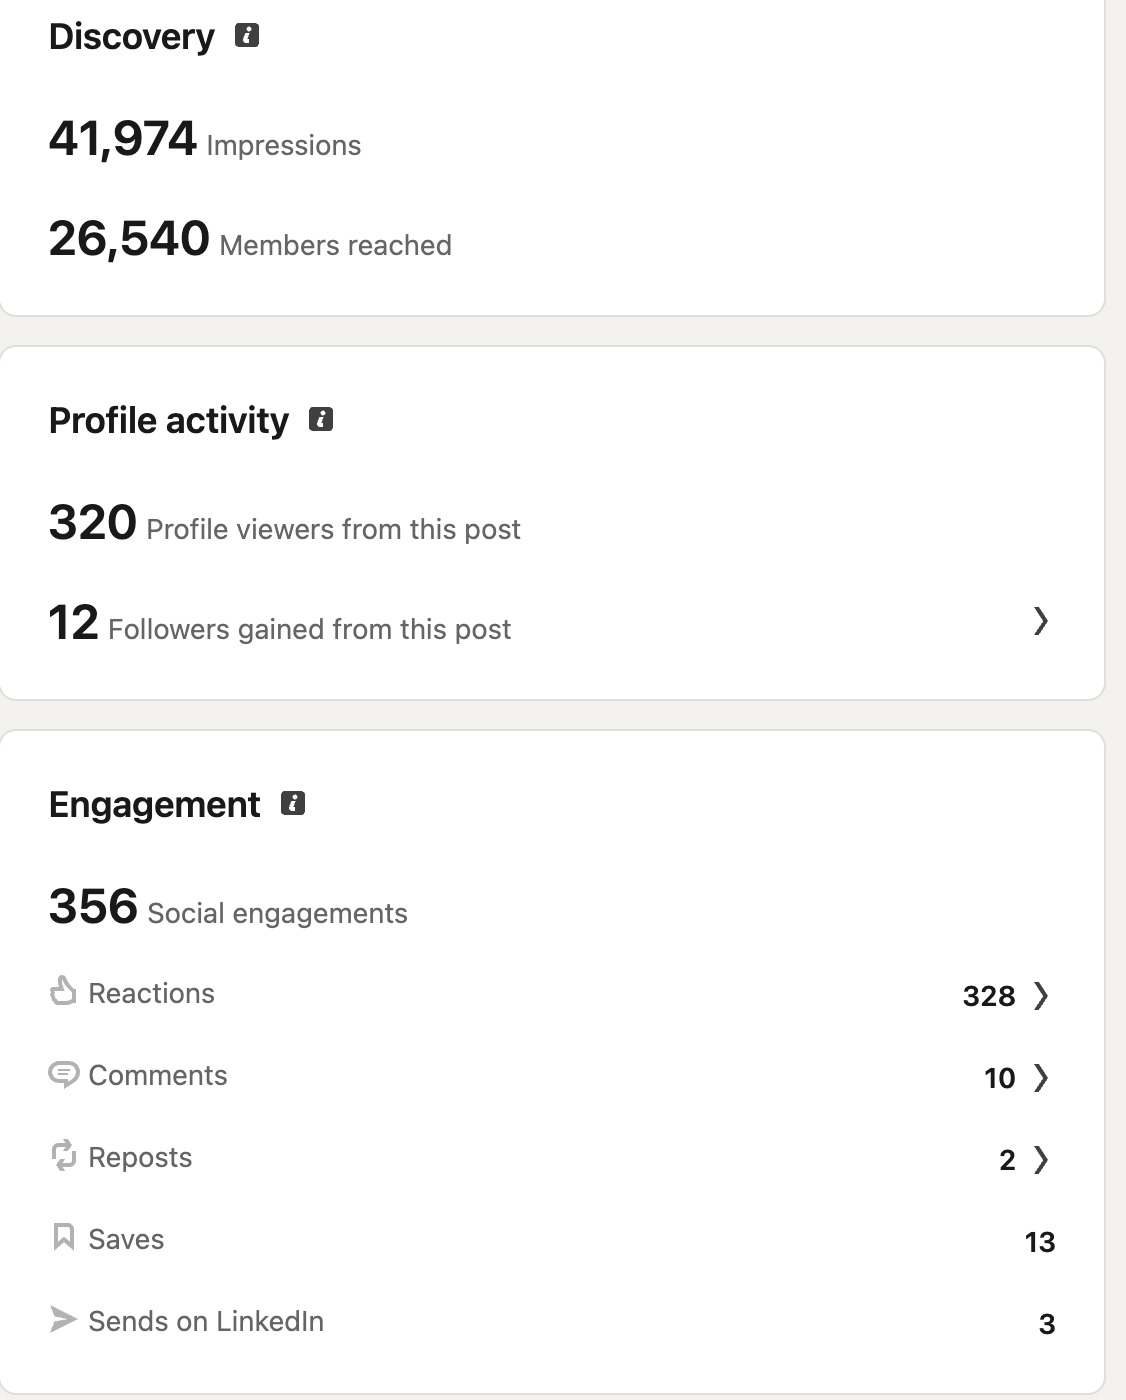 Discovery
41,974 Impressions
26,540 Members reached
Profile activity
320 Profile viewers from this post
12 Followers gained from this post
Engagement
356 Social engagements
Reactions 328
Comments 10
Reposts 2
Saves 13
Sends on LinkedIn 3